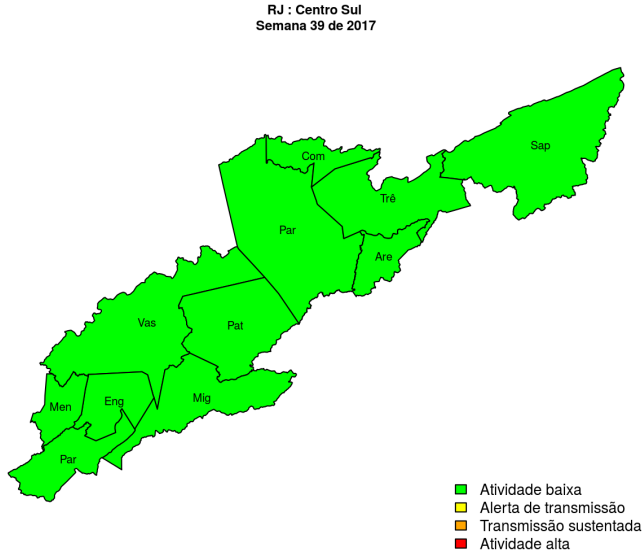 RJ : Centro Sul
Semana 39 de 2017
Sap
Com
Trê
Par
Are
Vas
Pat
Men
Eng
Mig
Par
Atividade baixa
Alerta de transmissão
Transmissão sustentada
Atividade alta